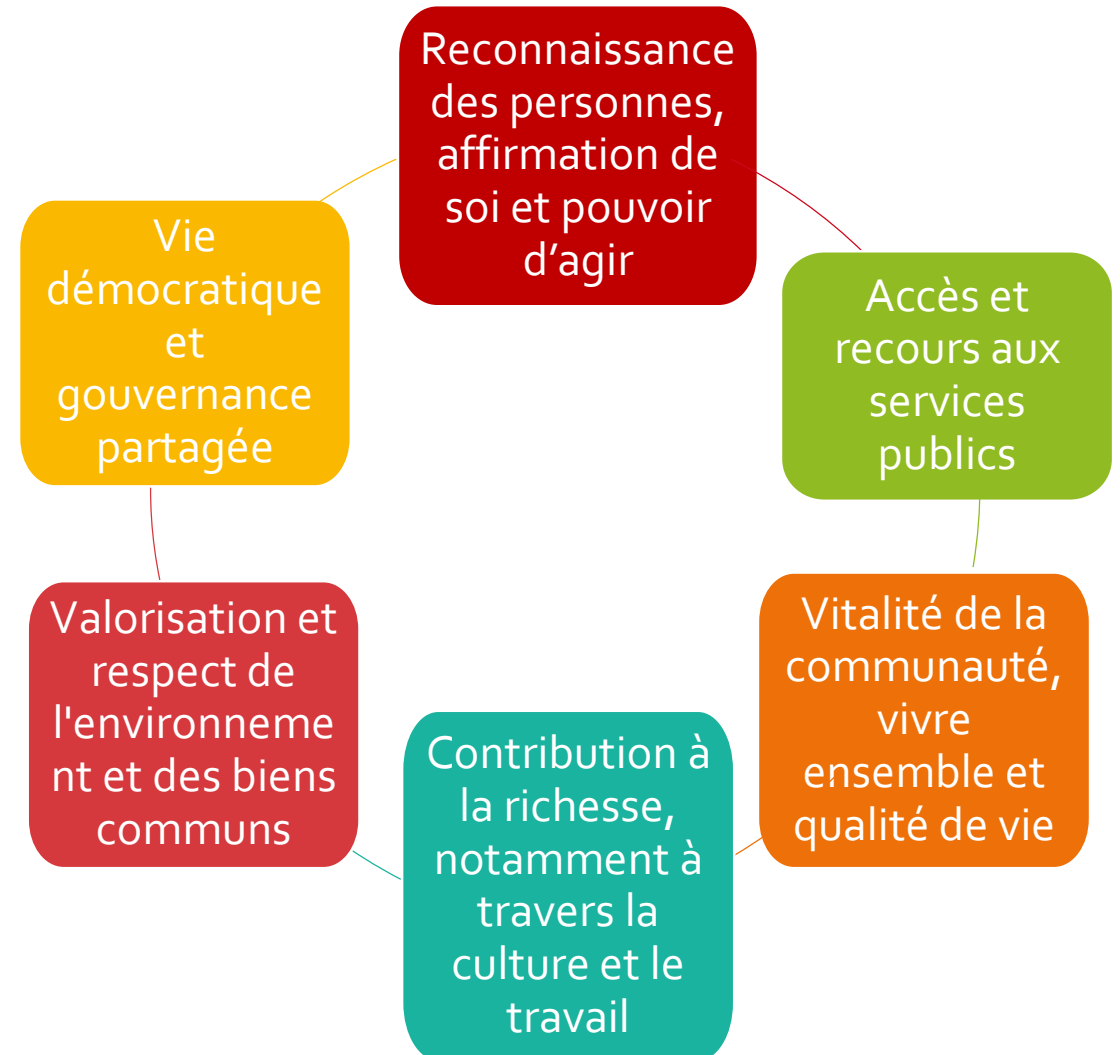 Reconnaissance
des personnes,
affirmation de
soi et pouvoir
d’agir
Accès et
recours aux
services
publics
Vitalité de la
communauté,
vivre
ensemble et
qualité de vie
Contribution à
la richesse,
notamment à
travers la
culture et le
travail
Valorisation et
respect de
l'environneme
nt et des biens
communs
Vie
démocratique
et
gouvernance
partagée